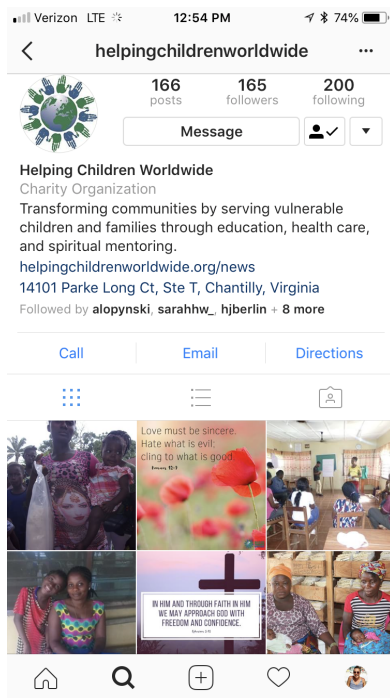 Verizon LTE 12:54 PM 74%
helpingchildrenworldwide
166 165 200
posts followers following
Message
Helping Children Worldwide
Charity Organization
Transforming communities by serving vulnerable
children and families through education, health care,
and spiritual mentoring.
helpingchildrenworldwide.org/news
14101 Parke Long Ct, Ste T, Chantilly, Virginia
Followed by alopynski, sarahhw_, hjberlin + 8 more
Call Email Directions
Love must be sincere.
Hate what is evil;
cling to what is good.
Romans 12:9
IN HIM AND THROUGH FAITH IN HIM
WE MAY APPROACH GOD WITH
FREEDOM AND CONFIDENCE.